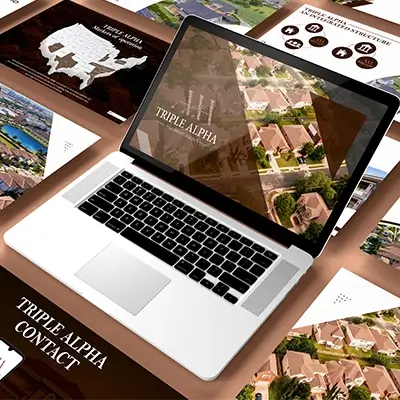 TRIPLE ALPHA
Markets of operation
TRIPLE ALPHA
AN INTEGRATED STRUCTURE
TRIPLE ALPHA
TRIPLE ALPHA
CONTACT